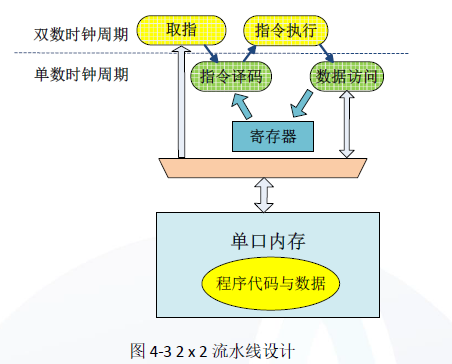 双数时钟周期
取指
指令执行
单数时钟周期
指令译码
数据访问
寄存器
单口内存
程序代码与数据
图 4-3 2 x 2 流水线设计